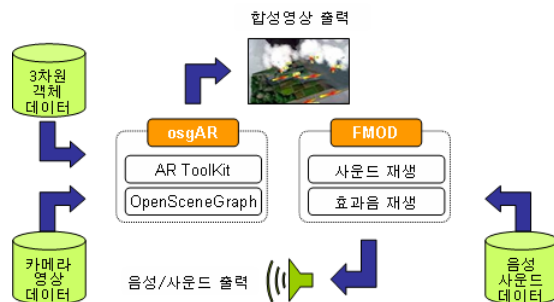 합성영상 출력
3차원
객체
데이터
osgAR
FMOD
AR ToolKit
사운드 재생
OpenSceneGraph
효과음 재생
카메라
영상
데이터
음성/사운드 출력
음성
사운드
데이터